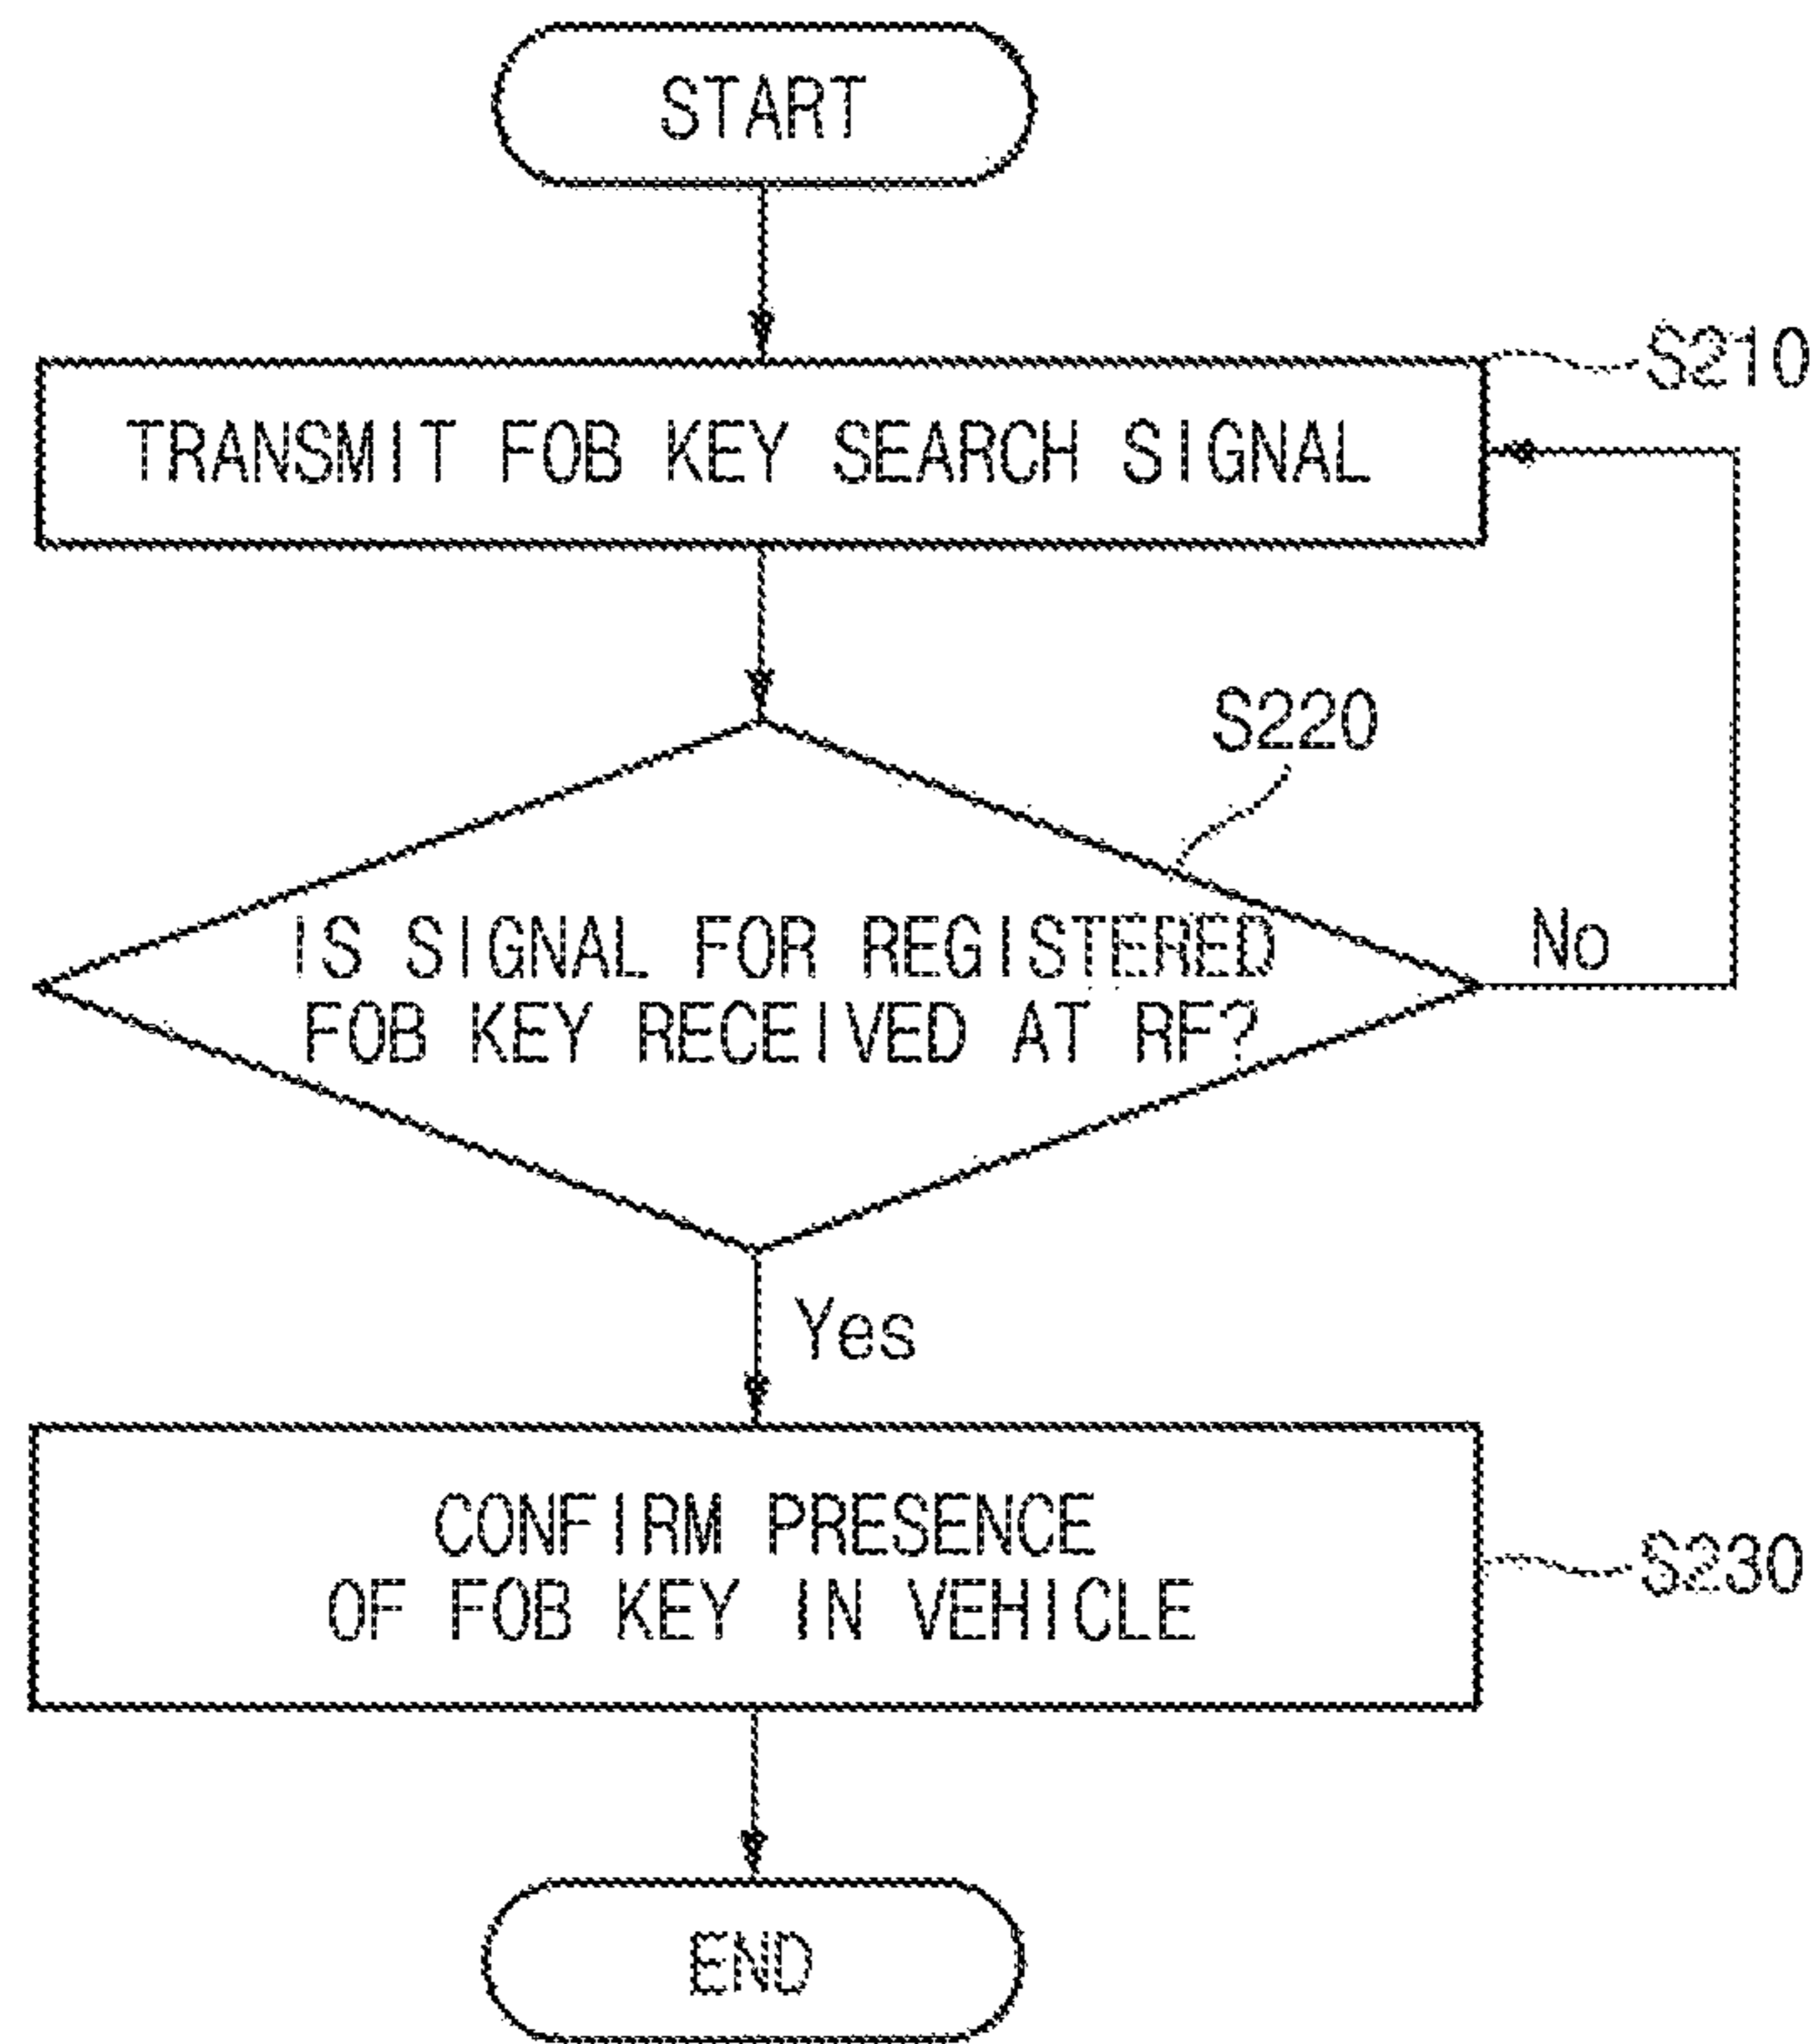 START
S210
TRANSMIT FOB KEY SEARCH SIGNAL
S220
IS SIGNAL FOR REGISTERED
FOB KEY RECEIVED AT RF?
No
Yes
CONFIRM PRESENCE
OF FOB KEY IN VEHICLE
S230
END